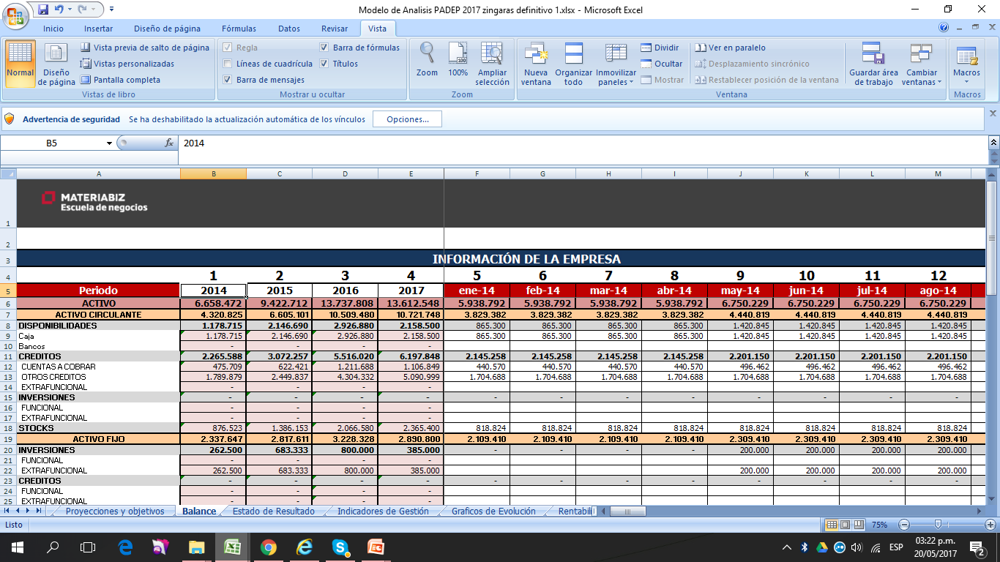 Modelo de Analisis PADEP 2017 zingaras definitivo 1.xlsx - Microsoft Excel
Inicio Insertar Diseño de página Fórmulas Datos Revisar Vista
Normal Diseño de página
Vista previa de salto de página
Vistas personalizadas
Pantalla completa
Vistas de libro
Regla Barra de fórmulas
Líneas de cuadrícula Títulos
Barra de mensajes
Mostrar u ocultar
Zoom 100% Ampliar selección
Zoom
Nueva ventana Organizar todo Inmovilizar paneles
Dividir
Ocultar
Mostrar
Ver en paralelo
Desplazamiento sincrónico
Restablecer posición de la ventana
Guardar área de trabajo Cambiar ventanas
Ventana
Macros
Macros
Advertencia de seguridad Se ha deshabilitado la actualización automática de los vínculos Opciones...
B5 fx 2014
A B C D E F G H I J K L M
1 MATERIABIZ
Escuela de negocios
2
3 INFORMACIÓN DE LA EMPRESA
4 1 2 3 4 5 6 7 8 9 10 11 12
5 Periodo 2014 2015 2016 2017 ene-14 feb-14 mar-14 abr-14 may-14 jun-14 jul-14 ago-14
6 ACTIVO 6.658.472 9.422.712 13.737.808 13.612.548 5.938.792 5.938.792 5.938.792 5.938.792 6.750.229 6.750.229 6.750.229 6.750.229
7 ACTIVO CIRCULANTE 4.320.825 6.605.101 10.509.480 10.721.748 3.829.382 3.829.382 3.829.382 3.829.382 4.440.819 4.440.819 4.440.819 4.440.819
8 DISPONIBILIDADES 1.178.715 2.146.690 2.926.880 2.158.500 865.300 865.300 865.300 865.300 1.420.845 1.420.845 1.420.845 1.420.845
9 Caja 1.178.715 2.146.690 2.926.880 2.158.500 865.300 865.300 865.300 865.300 1.420.845 1.420.845 1.420.845 1.420.845
10 Bancos - - - -
11 CREDITOS 2.265.588 3.072.257 5.516.020 6.197.848 2.145.258 2.145.258 2.145.258 2.145.258 2.201.150 2.201.150 2.201.150 2.201.150
12 CUENTAS A COBRAR 475.709 622.421 1.211.688 1.106.849 440.570 440.570 440.570 440.570 496.462 496.462 496.462 496.462
13 OTROS CREDITOS 1.789.879 2.449.837 4.304.332 5.090.999 1.704.688 1.704.688 1.704.688 1.704.688 1.704.688 1.704.688 1.704.688 1.704.688
14 EXTRAFUNCIONAL - - - -
15 INVERSIONES - - - - - - - - - - - -
16 FUNCIONAL - - - -
17 EXTRAFUNCIONAL - - - -
18 STOCKS 876.523 1.386.153 2.066.580 2.365.400 818.824 818.824 818.824 818.824 818.824 818.824 818.824 818.824
19 ACTIVO FIJO 2.337.647 2.817.611 3.228.328 2.890.800 2.109.410 2.109.410 2.109.410 2.109.410 2.309.410 2.309.410 2.309.410 2.309.410
20 INVERSIONES 262.500 683.333 800.000 385.000 - - - - 200.000 200.000 200.000 200.000
21 FUNCIONAL - - - -
22 EXTRAFUNCIONAL 262.500 683.333 800.000 385.000 200.000 200.000 200.000 200.000
23 CREDITOS - - - - - - - - - - - -
24 FUNCIONAL - - - -
25 EXTRAFUNCIONAL - - - -
Proyecciones y objetivos Balance Estado de Resultado Indicadores de Gestión Graficos de Evolución Rentabili
Listo 75%
ESP 03:22 p.m.
20/05/2017 2